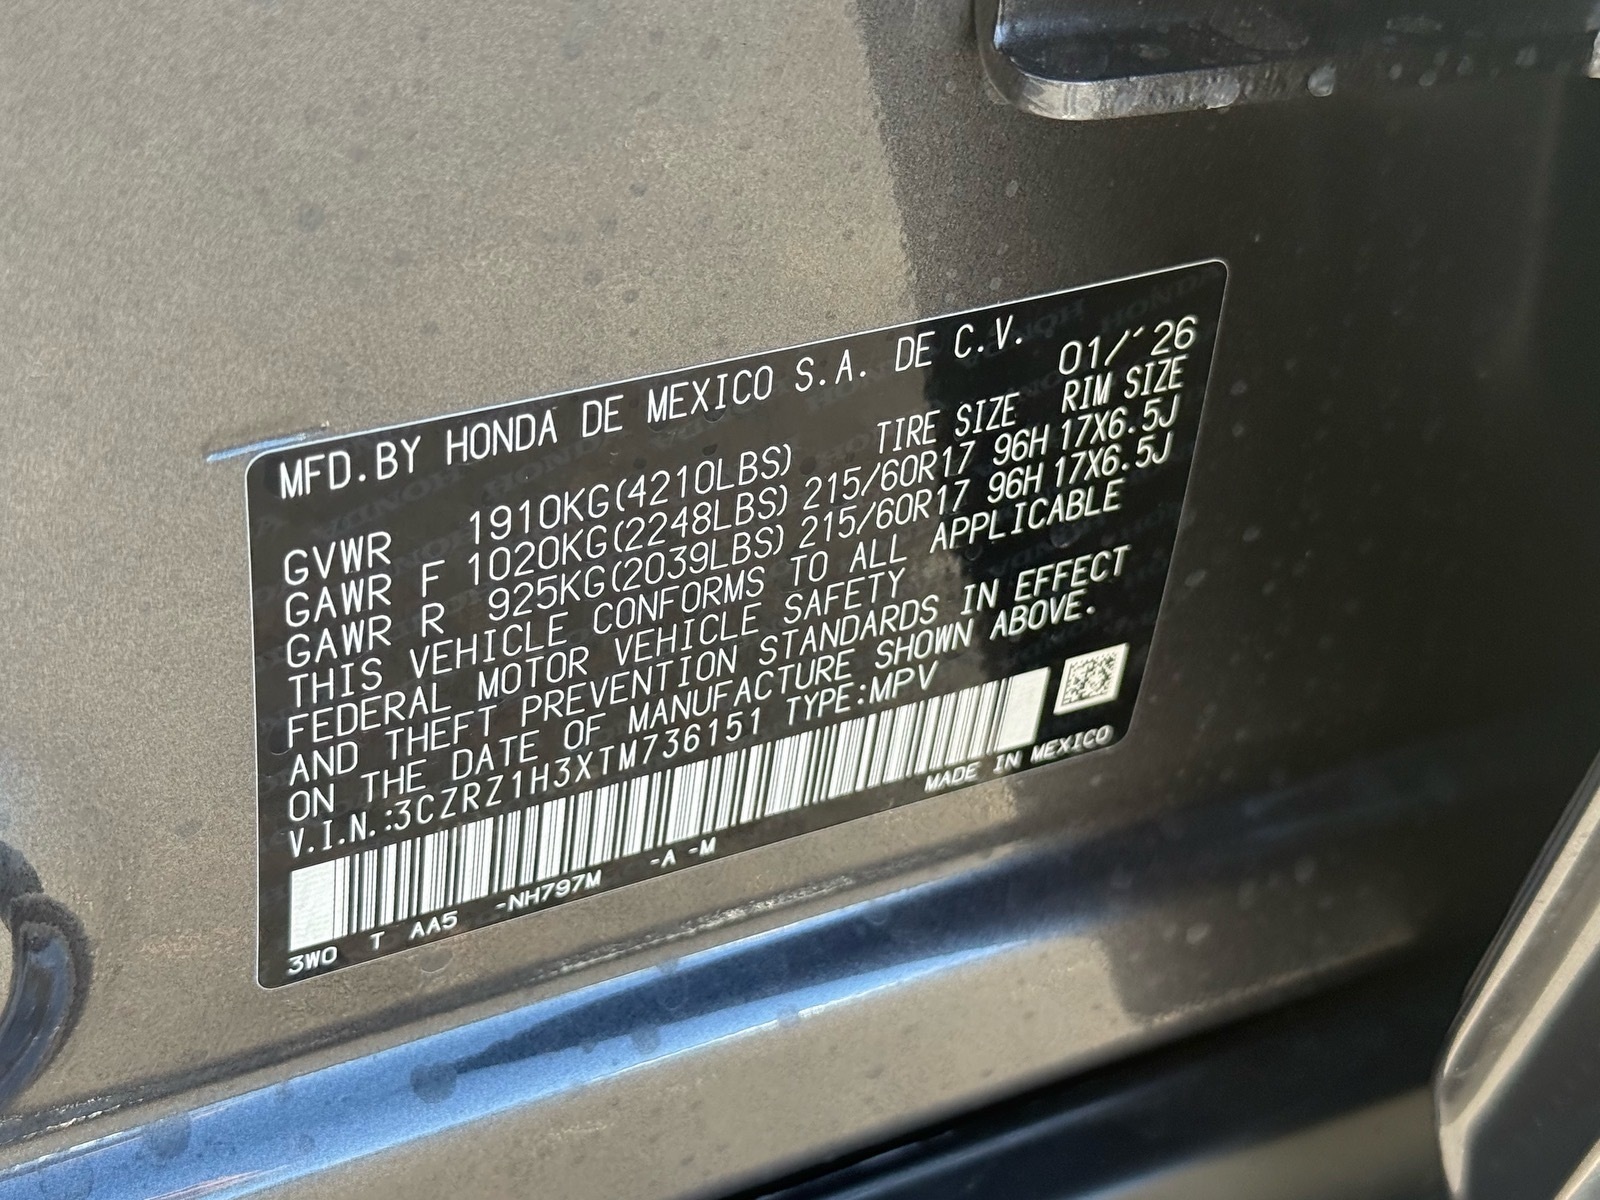 MFD.BY HONDA DE MEXICO S.A. DE C.V. 01/'26
TIRE SIZE RIM SIZE
GVWR 1910KG(4210LBS)
GAWR F 1020KG(2248LBS) 215/60R17 96H 17X6.5J
GAWR R 925KG(2039LBS) 215/60R17 96H 17X6.5J
THIS VEHICLE CONFORMS TO ALL APPLICABLE
FEDERAL MOTOR VEHICLE SAFETY
AND THEFT PREVENTION STANDARDS IN EFFECT
ON THE DATE OF MANUFACTURE SHOWN ABOVE.
V.I.N.:3CZRZ1H3XTM736151 TYPE:MPV
MADE IN MEXICO
3W0 T AA5 -NH797M -A -M